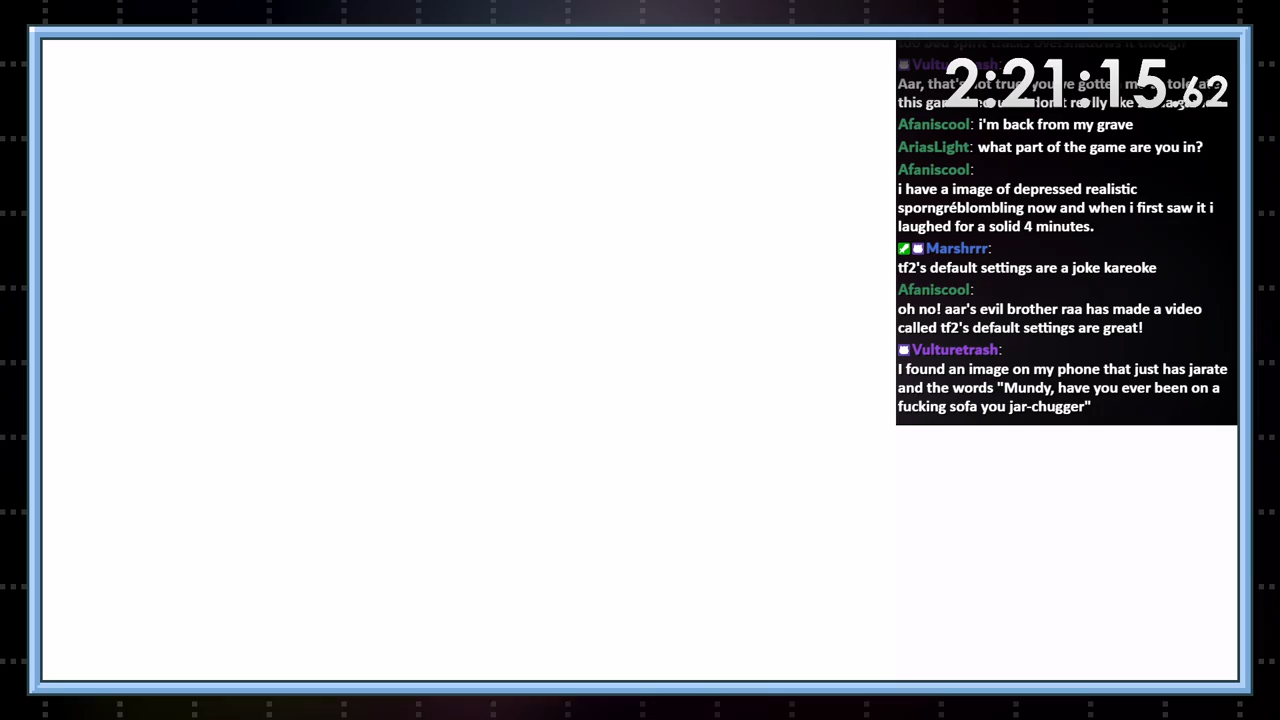 2:21:15.62
Aar, that's
this
Afaniscool: i'm back from my grave
AriasLight: what part of the game are you in?
Afaniscool:
i have a image of depressed realistic
sporngréblombling now and when i first saw it i
laughed for a solid 4 minutes.
Marshrrr:
tf2's default settings are a joke kareoke
Afaniscool:
oh no! aar's evil brother raa has made a video
called tf2's default settings are great!
Vulturetrash:
I found an image on my phone that just has jarate
and the words "Mundy, have you ever been on a
fucking sofa you jar-chugger"